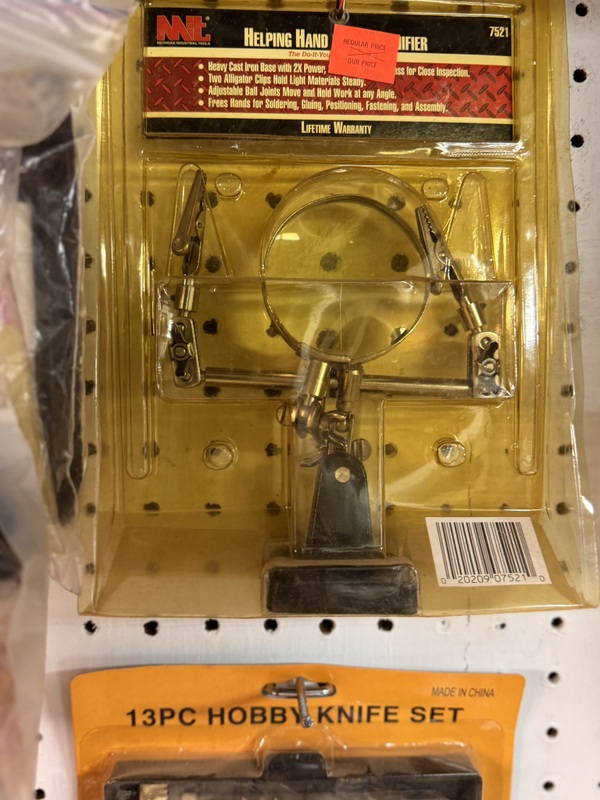 MIT
MICHIGAN INDUSTRIAL TOOLS
7521
HELPING HAND
The Do-It-You
REGULAR PRICE
OUR PRICE
• Heavy Cast Iron Base with 2X Power, ass for Close Inspection.
• Two Alligator Clips Hold Light Materials Steady.
• Adjustable Ball Joints Move and Hold Work at any Angle.
• Frees Hands for Soldering, Gluing, Positioning, Fastening, and Assembly.
LIFETIME WARRANTY
0 20209 07521 0
MADE IN CHINA
13PC HOBBY KNIFE SET